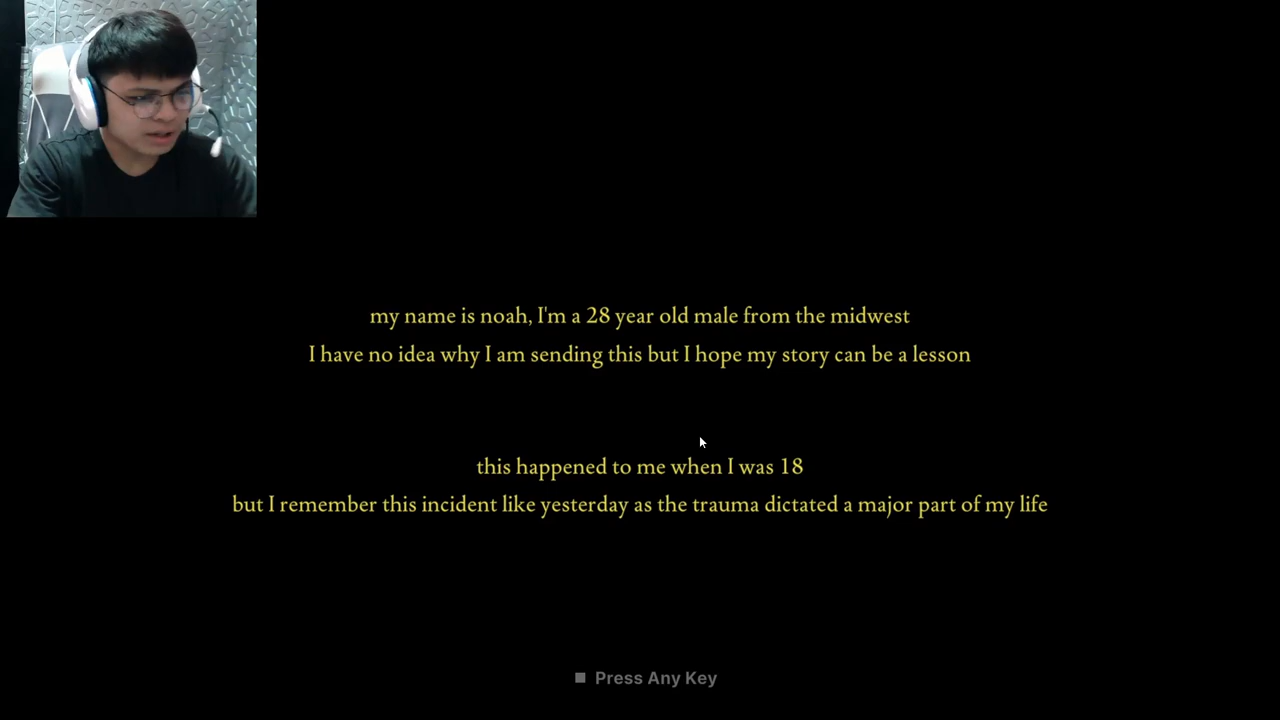 my name is noah, I'm a 28 year old male from the midwest
I have no idea why I am sending this but I hope my story can be a lesson
this happened to me when I was 18
but I remember this incident like yesterday as the trauma dictated a major part of my life
Press Any Key